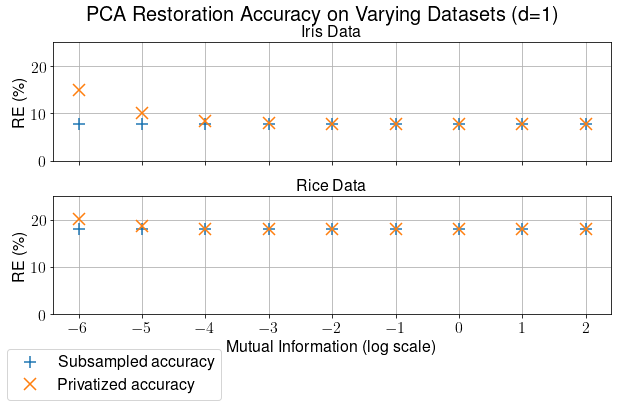 PCA Restoration Accuracy on Varying Datasets (d=1)
Iris Data
RE (%)
20
10
0
Rice Data
RE (%)
20
10
0
−6 −5 −4 −3 −2 −1 0 1 2
Mutual Information (log scale)
Subsampled accuracy
Privatized accuracy